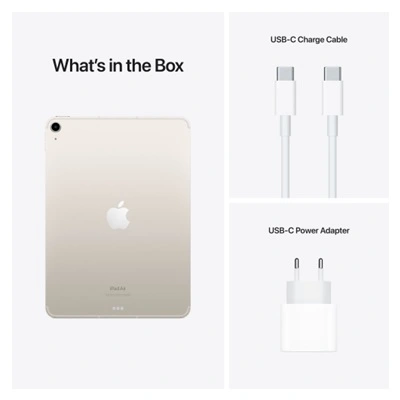 What's in the Box
USB-C Charge Cable
USB-C Power Adapter